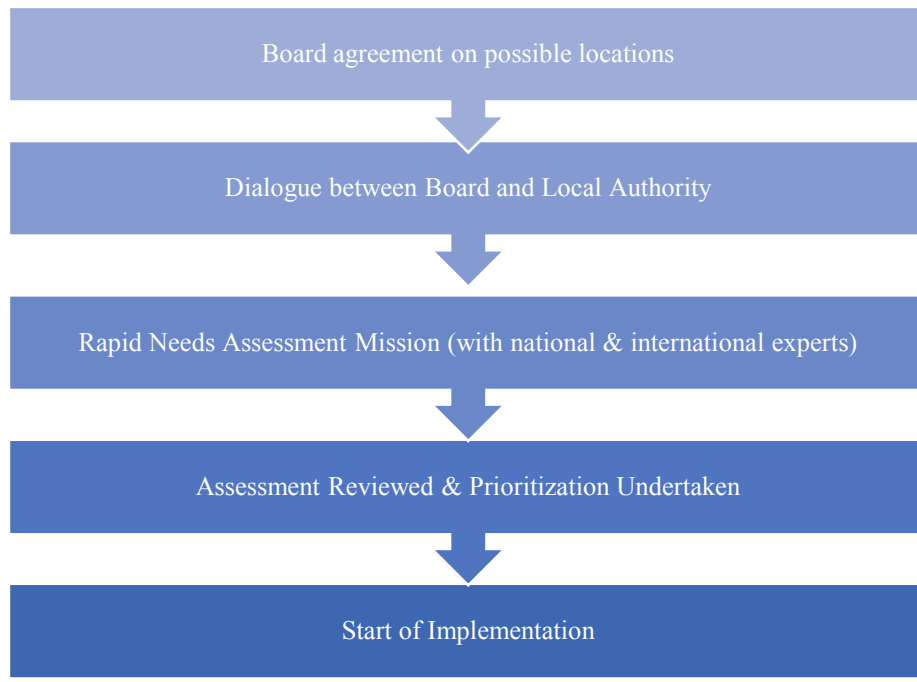 Board agreement on possible locations
Dialogue between Board and Local Authority
Rapid Needs Assessment Mission (with national & international experts)
Assessment Reviewed & Prioritization Undertaken
Start of Implementation